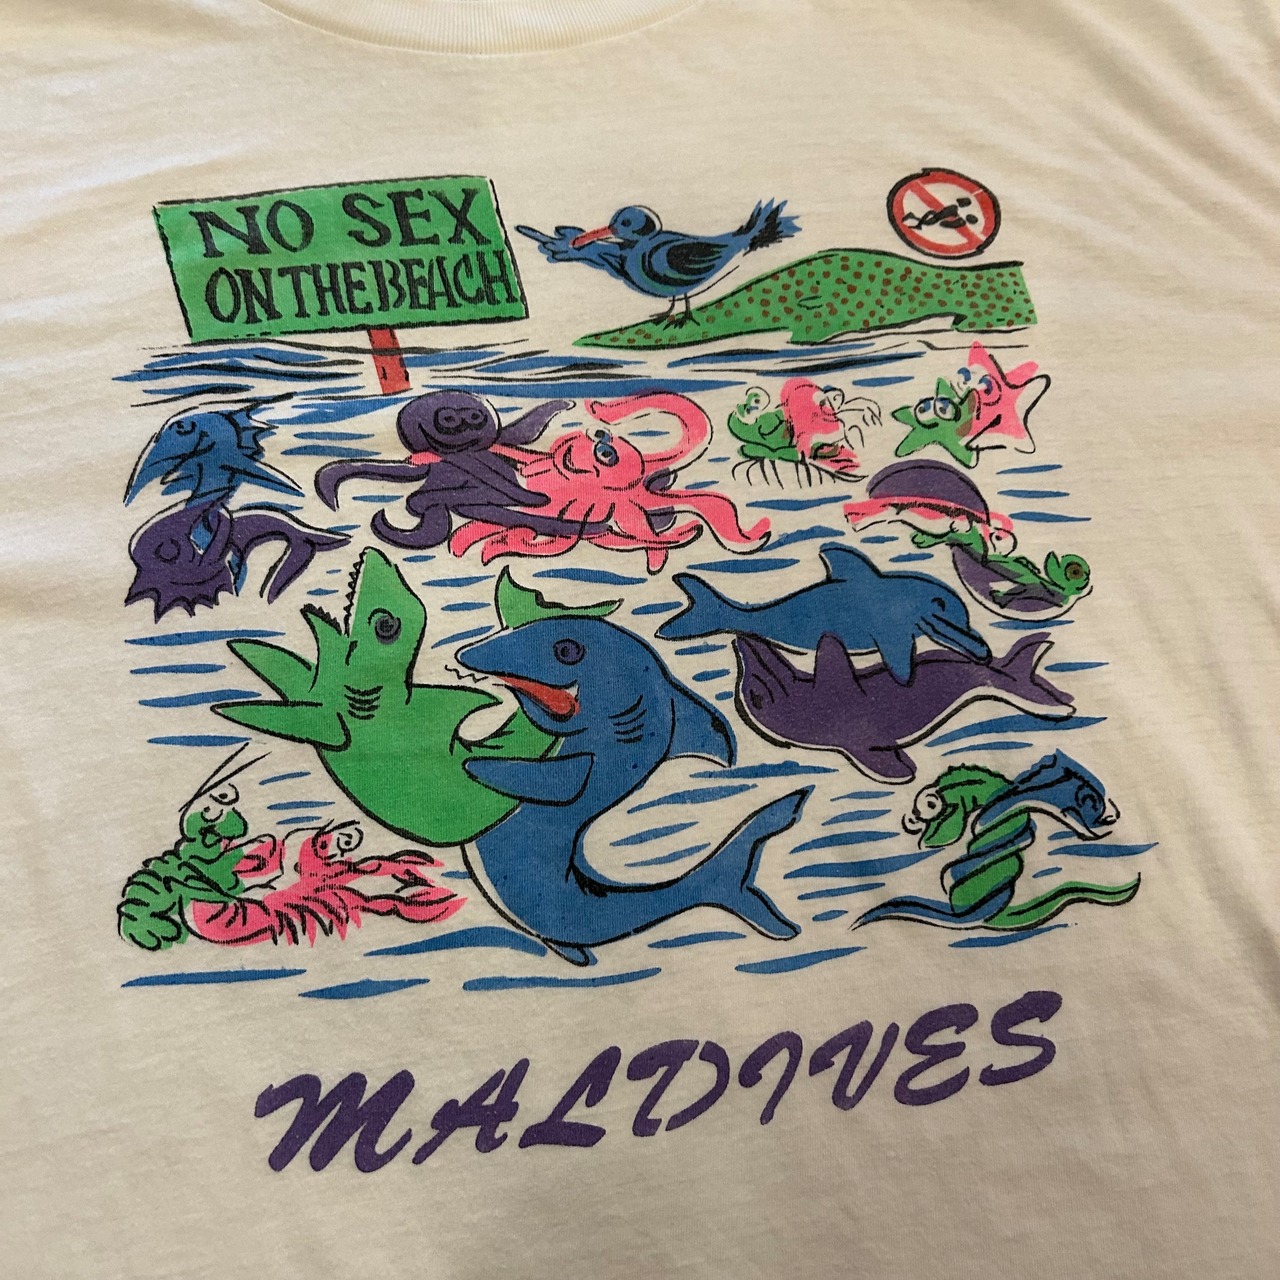 NO SEX
ON THE BEACH
MALDIVES